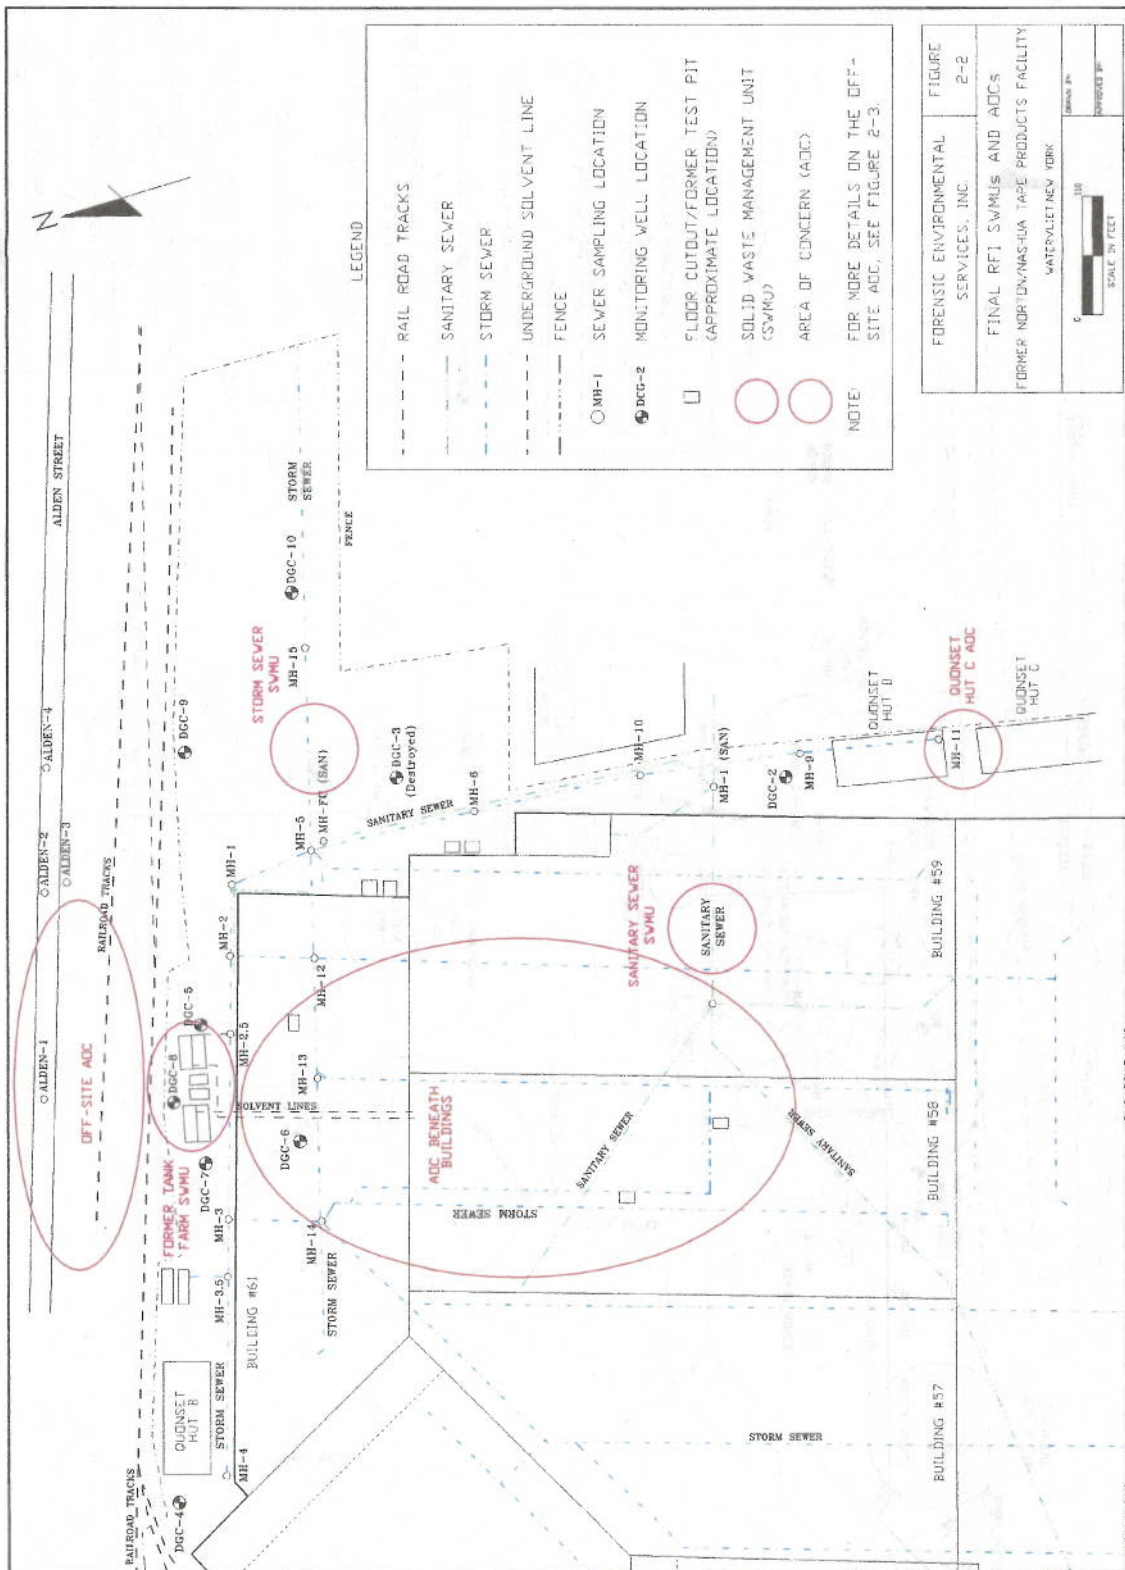 N
ALDEN STREET
ALDEN-4
ALDEN-2
ALDEN-3
ALDEN-1
RAILROAD TRACKS
OFF-SITE AOC
DGC-9
DGC-10
STORM
SEWER
FENCE
STORM SEWER
SWMU
MH-15
MH-FC (SAN)
MH-5
DGC-3
(Destroyed)
SANITARY SEWER
MH-6
MH-10
MH-1 (SAN)
DGC-2
MH-9
QUONSET
HUT D
MH-11
QUONSET
HUT C AOC
QUONSET
HUT C
MH-1
MH-2
MH-12
MH-2.5
DGC-5
DGC-8
MH-13
SOLVENT LINES
DGC-6
DGC-7
FORMER TANK
FARM SWMU
MH-3
MH-14
MH-3.5
STORM SEWER
BUILDING #61
QUONSET
HUT B
STORM SEWER
MH-4
DGC-4
RAILROAD TRACKS
AOC BENEATH
BUILDINGS
SANITARY SEWER
STORM SEWER
SANITARY SEWER
SWMU
SANITARY
SEWER
SANITARY SEWER
BUILDING #59
BUILDING #58
BUILDING #57
STORM SEWER
LEGEND
RAIL ROAD TRACKS
SANITARY SEWER
STORM SEWER
UNDERGROUND SOLVENT LINE
FENCE
MH-1 SEWER SAMPLING LOCATION
DCG-2 MONITORING WELL LOCATION
FLOOR CUTOUT/FORMER TEST PIT
(APPROXIMATE LOCATION)
SOLID WASTE MANAGEMENT UNIT
(SWMU)
AREA OF CONCERN (AOC)
NOTE: FOR MORE DETAILS ON THE OFF-
SITE AOC, SEE FIGURE 2-3.
FORENSIC ENVIRONMENTAL
SERVICES, INC.
FIGURE
2-2
FINAL RFI SWMUs AND AOCs
FORMER NORTON/NASHUA TAPE PRODUCTS FACILITY
WATERVLIET NEW YORK
0 110
SCALE IN FEET
DRAWN BY:
APPROVED BY: